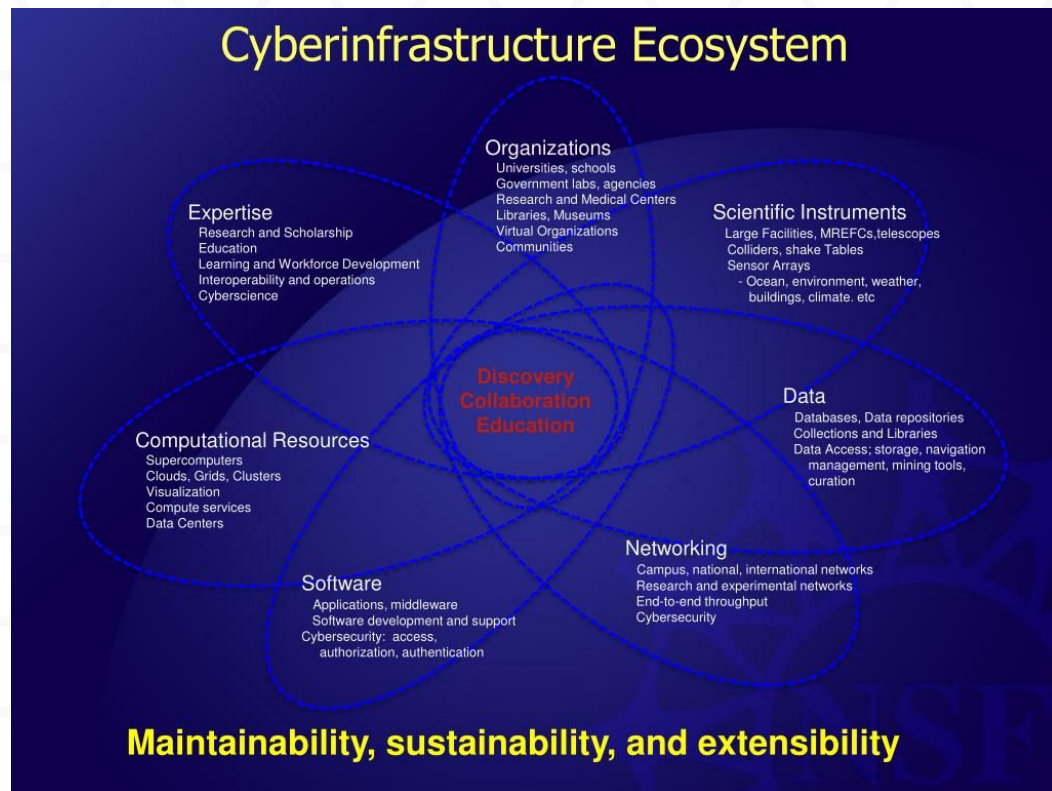 Cyberinfrastructure Ecosystem
Organizations
Universities, schools
Government labs, agencies
Research and Medical Centers
Libraries, Museums
Virtual Organizations
Communities
Expertise
Research and Scholarship
Education
Learning and Workforce Development
Interoperability and operations
Cyberscience
Scientific Instruments
Large Facilities, MREFCs,telescopes
Colliders, shake Tables
Sensor Arrays
- Ocean, environment, weather,
buildings, climate. etc
Discovery
Collaboration
Education
Data
Databases, Data repositories
Collections and Libraries
Data Access; storage, navigation
management, mining tools,
curation
Computational Resources
Supercomputers
Clouds, Grids, Clusters
Visualization
Compute services
Data Centers
Networking
Campus, national, international networks
Research and experimental networks
End-to-end throughput
Cybersecurity
Software
Applications, middleware
Software development and support
Cybersecurity: access,
authorization, authentication
NSF
Maintainability, sustainability, and extensibility